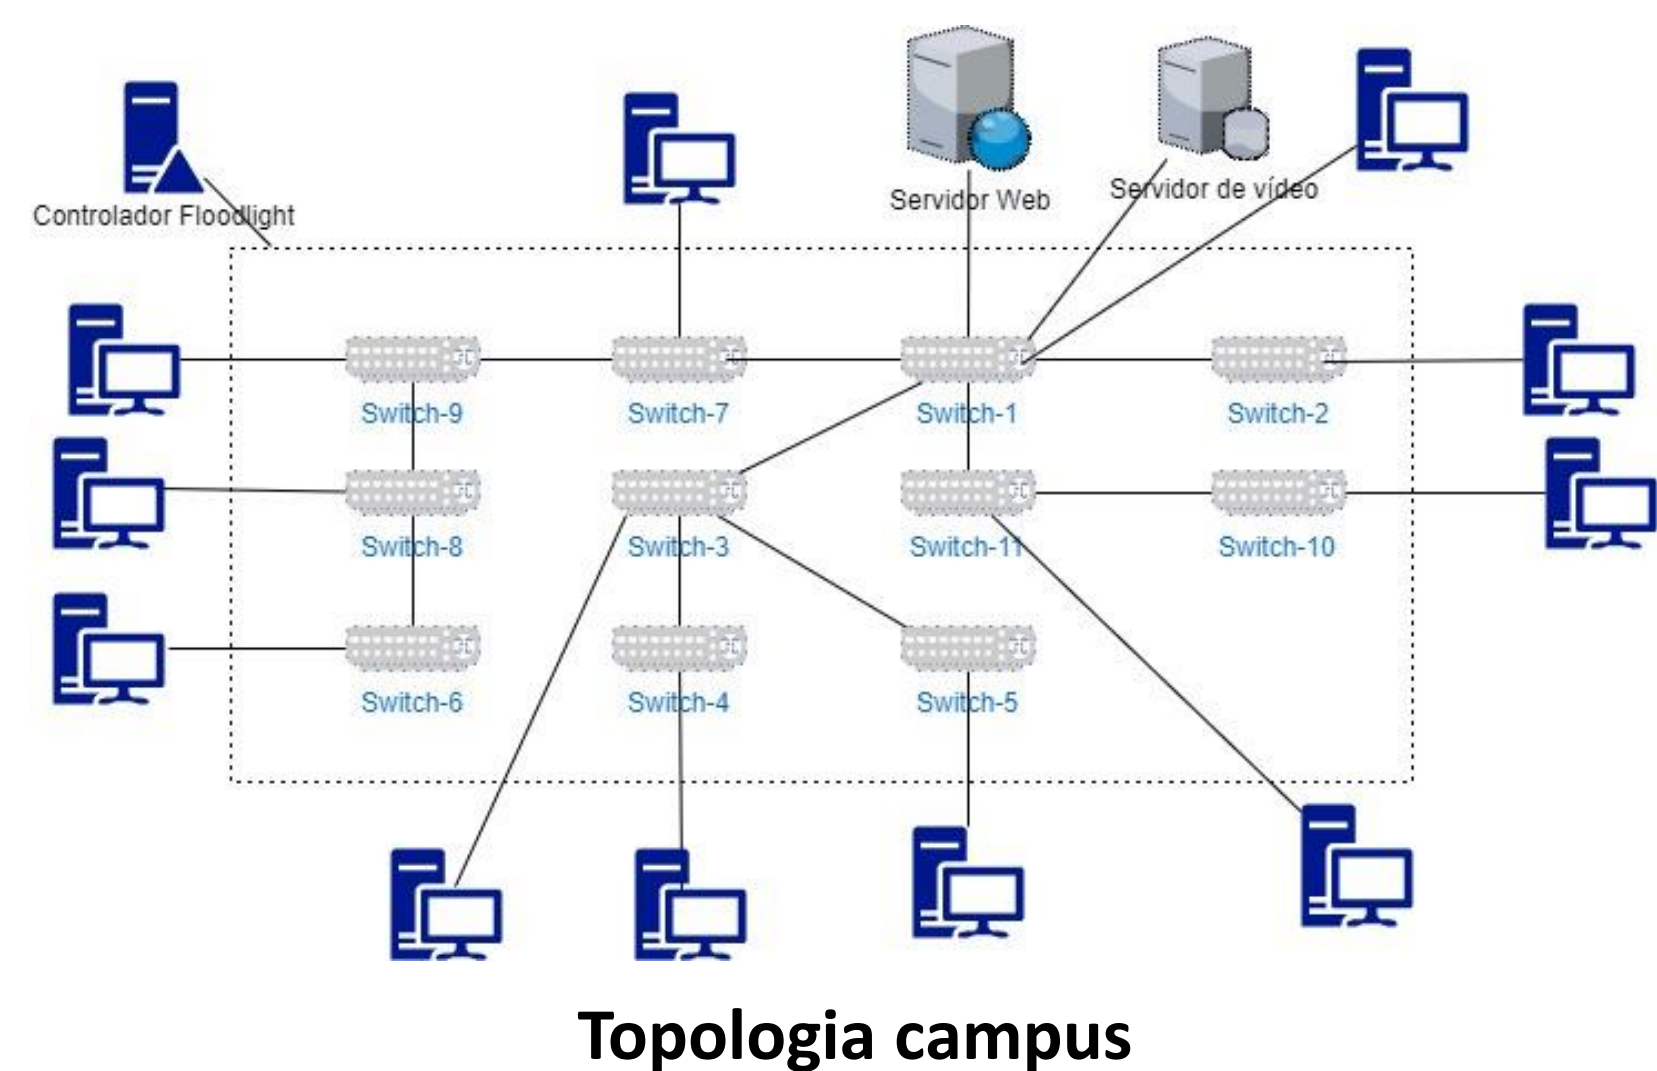 Controlador Floodlight
Servidor Web
Servidor de vídeo
Switch-9
Switch-7
Switch-1
Switch-2
Switch-8
Switch-3
Switch-11
Switch-10
Switch-6
Switch-4
Switch-5
Topologia campus